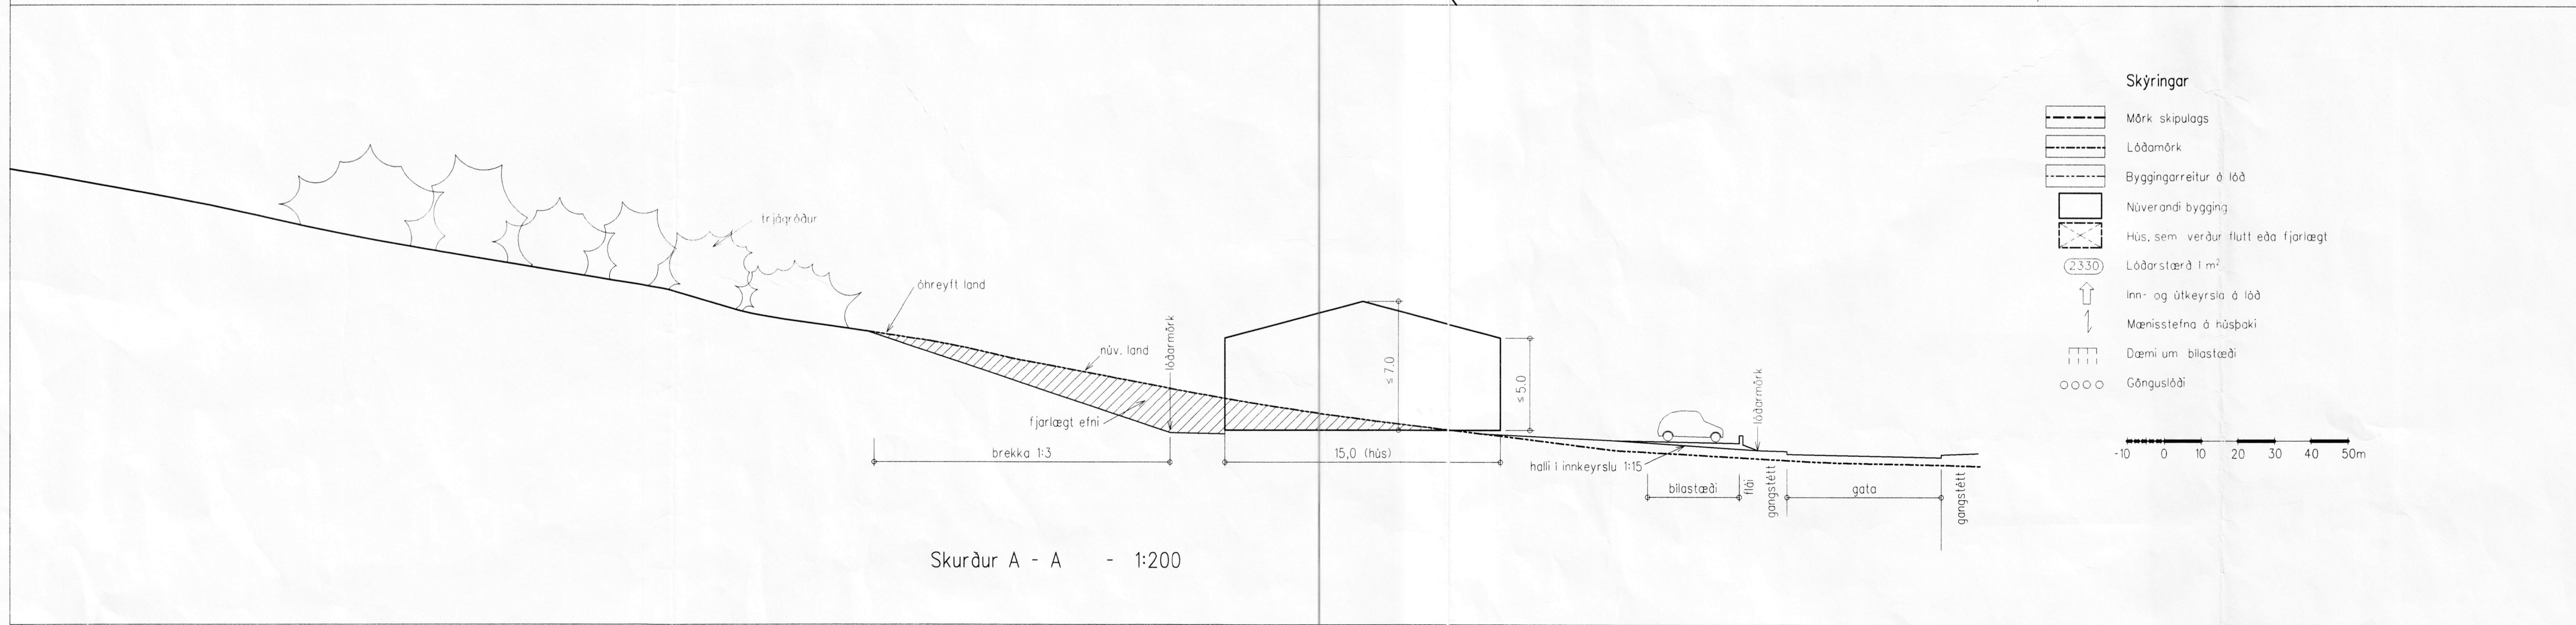 trjágróður
óhreyft land
núv. land
lóðarmörk
fjarlægt efni
brekka 1:3
≤ 7.0
≤ 5.0
15,0 (hús)
halli í innkeyrslu 1:15
lóðarmörk
bílastæði
flái
gangstétt
gata
gangstétt
Skurður A - A - 1:200
Skýringar
Mörk skipulags
Lóðamörk
Byggingarreitur á lóð
Núverandi bygging
Hús, sem verður flutt eða fjarlægt
2330 Lóðarstærð í m²
Inn- og útkeyrsla á lóð
Mænisstefna á húsþaki
Dæmi um bílastæði
Gönguslóði
-10 0 10 20 30 40 50m